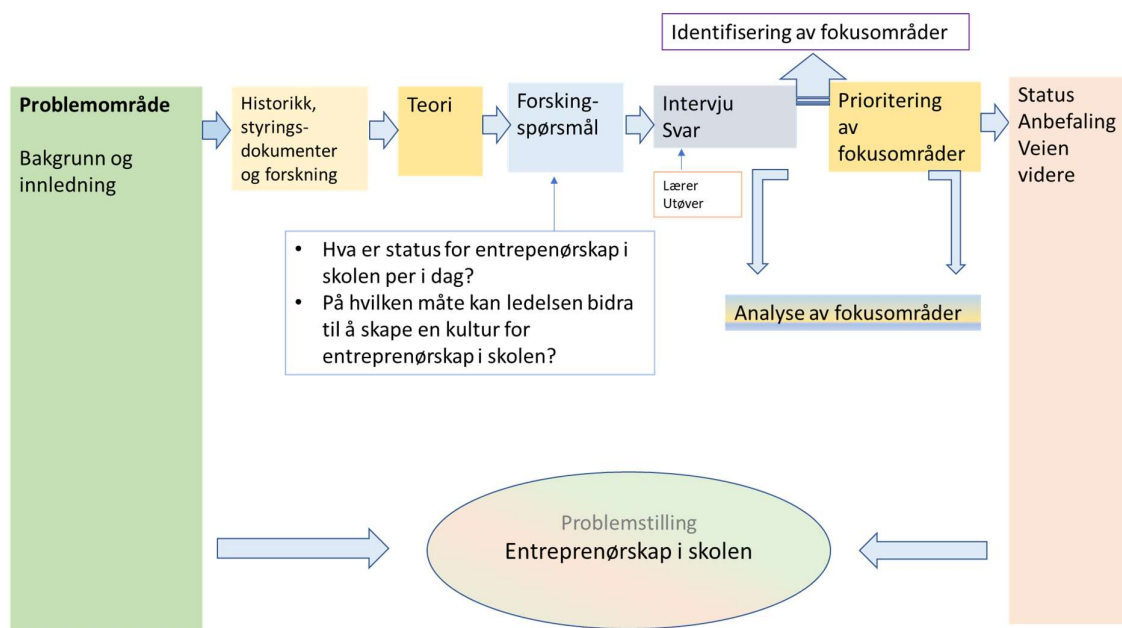 Identifisering av fokusområder
Problemområde
Bakgrunn og
innledning
Historikk,
styrings-
dokumenter
og forskning
Teori
Forsking-
spørsmål
Intervju
Svar
Prioritering
av
fokusområder
Status
Anbefaling
Veien
videre
Lærer
Utøver
• Hva er status for entrepenørskap i
skolen per i dag?
• På hvilken måte kan ledelsen bidra
til å skape en kultur for
entreprenørskap i skolen?
Analyse av fokusområder
Problemstilling
Entreprenørskap i skolen